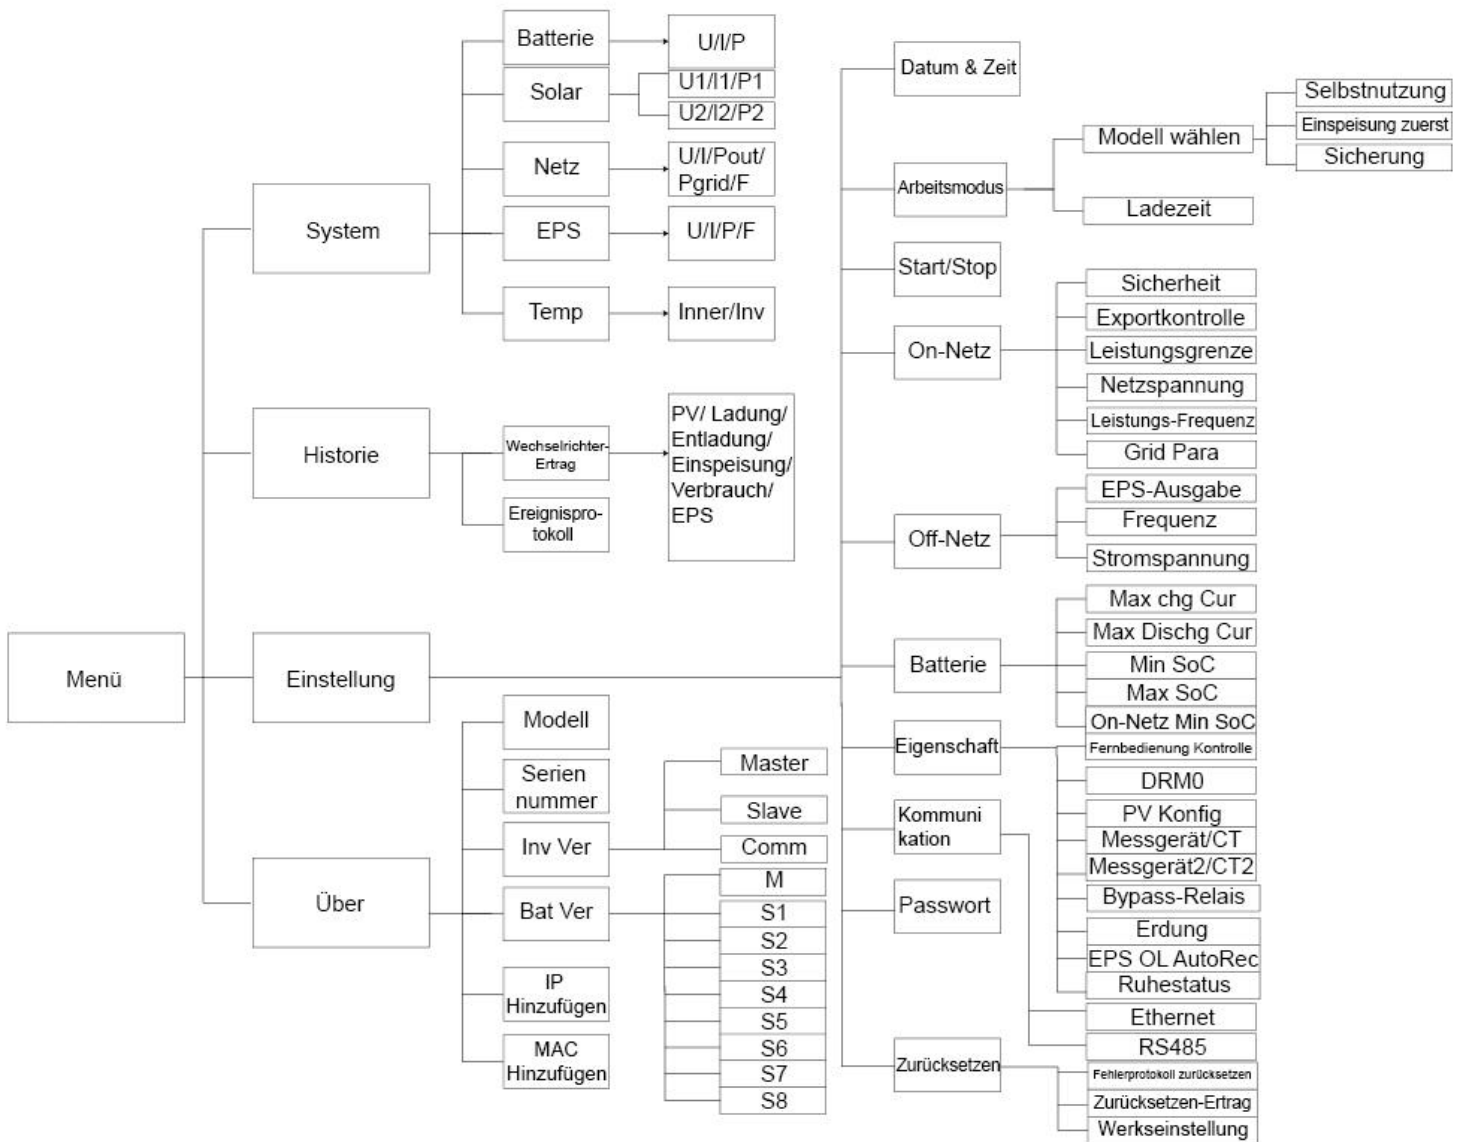 Menü
System
Batterie
U/I/P
Solar
U1/I1/P1
U2/I2/P2
Netz
U/I/Pout/
Pgrid/F
EPS
U/I/P/F
Temp
Inner/Inv
Historie
Wechselrichter-
Ertrag
PV/ Ladung/
Entladung/
Einspeisung/
Verbrauch/
EPS
Ereignispro-
tokoll
Einstellung
Datum & Zeit
Arbeitsmodus
Modell wählen
Selbstnutzung
Einspeisung zuerst
Sicherung
Ladezeit
Start/Stop
On-Netz
Sicherheit
Exportkontrolle
Leistungsgrenze
Netzspannung
Leistungs-Frequenz
Grid Para
Off-Netz
EPS-Ausgabe
Frequenz
Stromspannung
Batterie
Max chg Cur
Max Dischg Cur
Min SoC
Max SoC
On-Netz Min SoC
Eigenschaft
Fernbedienung Kontrolle
DRM0
PV Konfig
Messgerät/CT
Messgerät2/CT2
Bypass-Relais
Erdung
EPS OL AutoRec
Ruhestatus
Kommuni
kation
Ethernet
RS485
Passwort
Zurücksetzen
Fehlerprotokoll zurücksetzen
Zurücksetzen-Ertrag
Werkseinstellung
Über
Modell
Serien
nummer
Inv Ver
Master
Slave
Comm
Bat Ver
M
S1
S2
S3
S4
S5
S6
S7
S8
IP
Hinzufügen
MAC
Hinzufügen